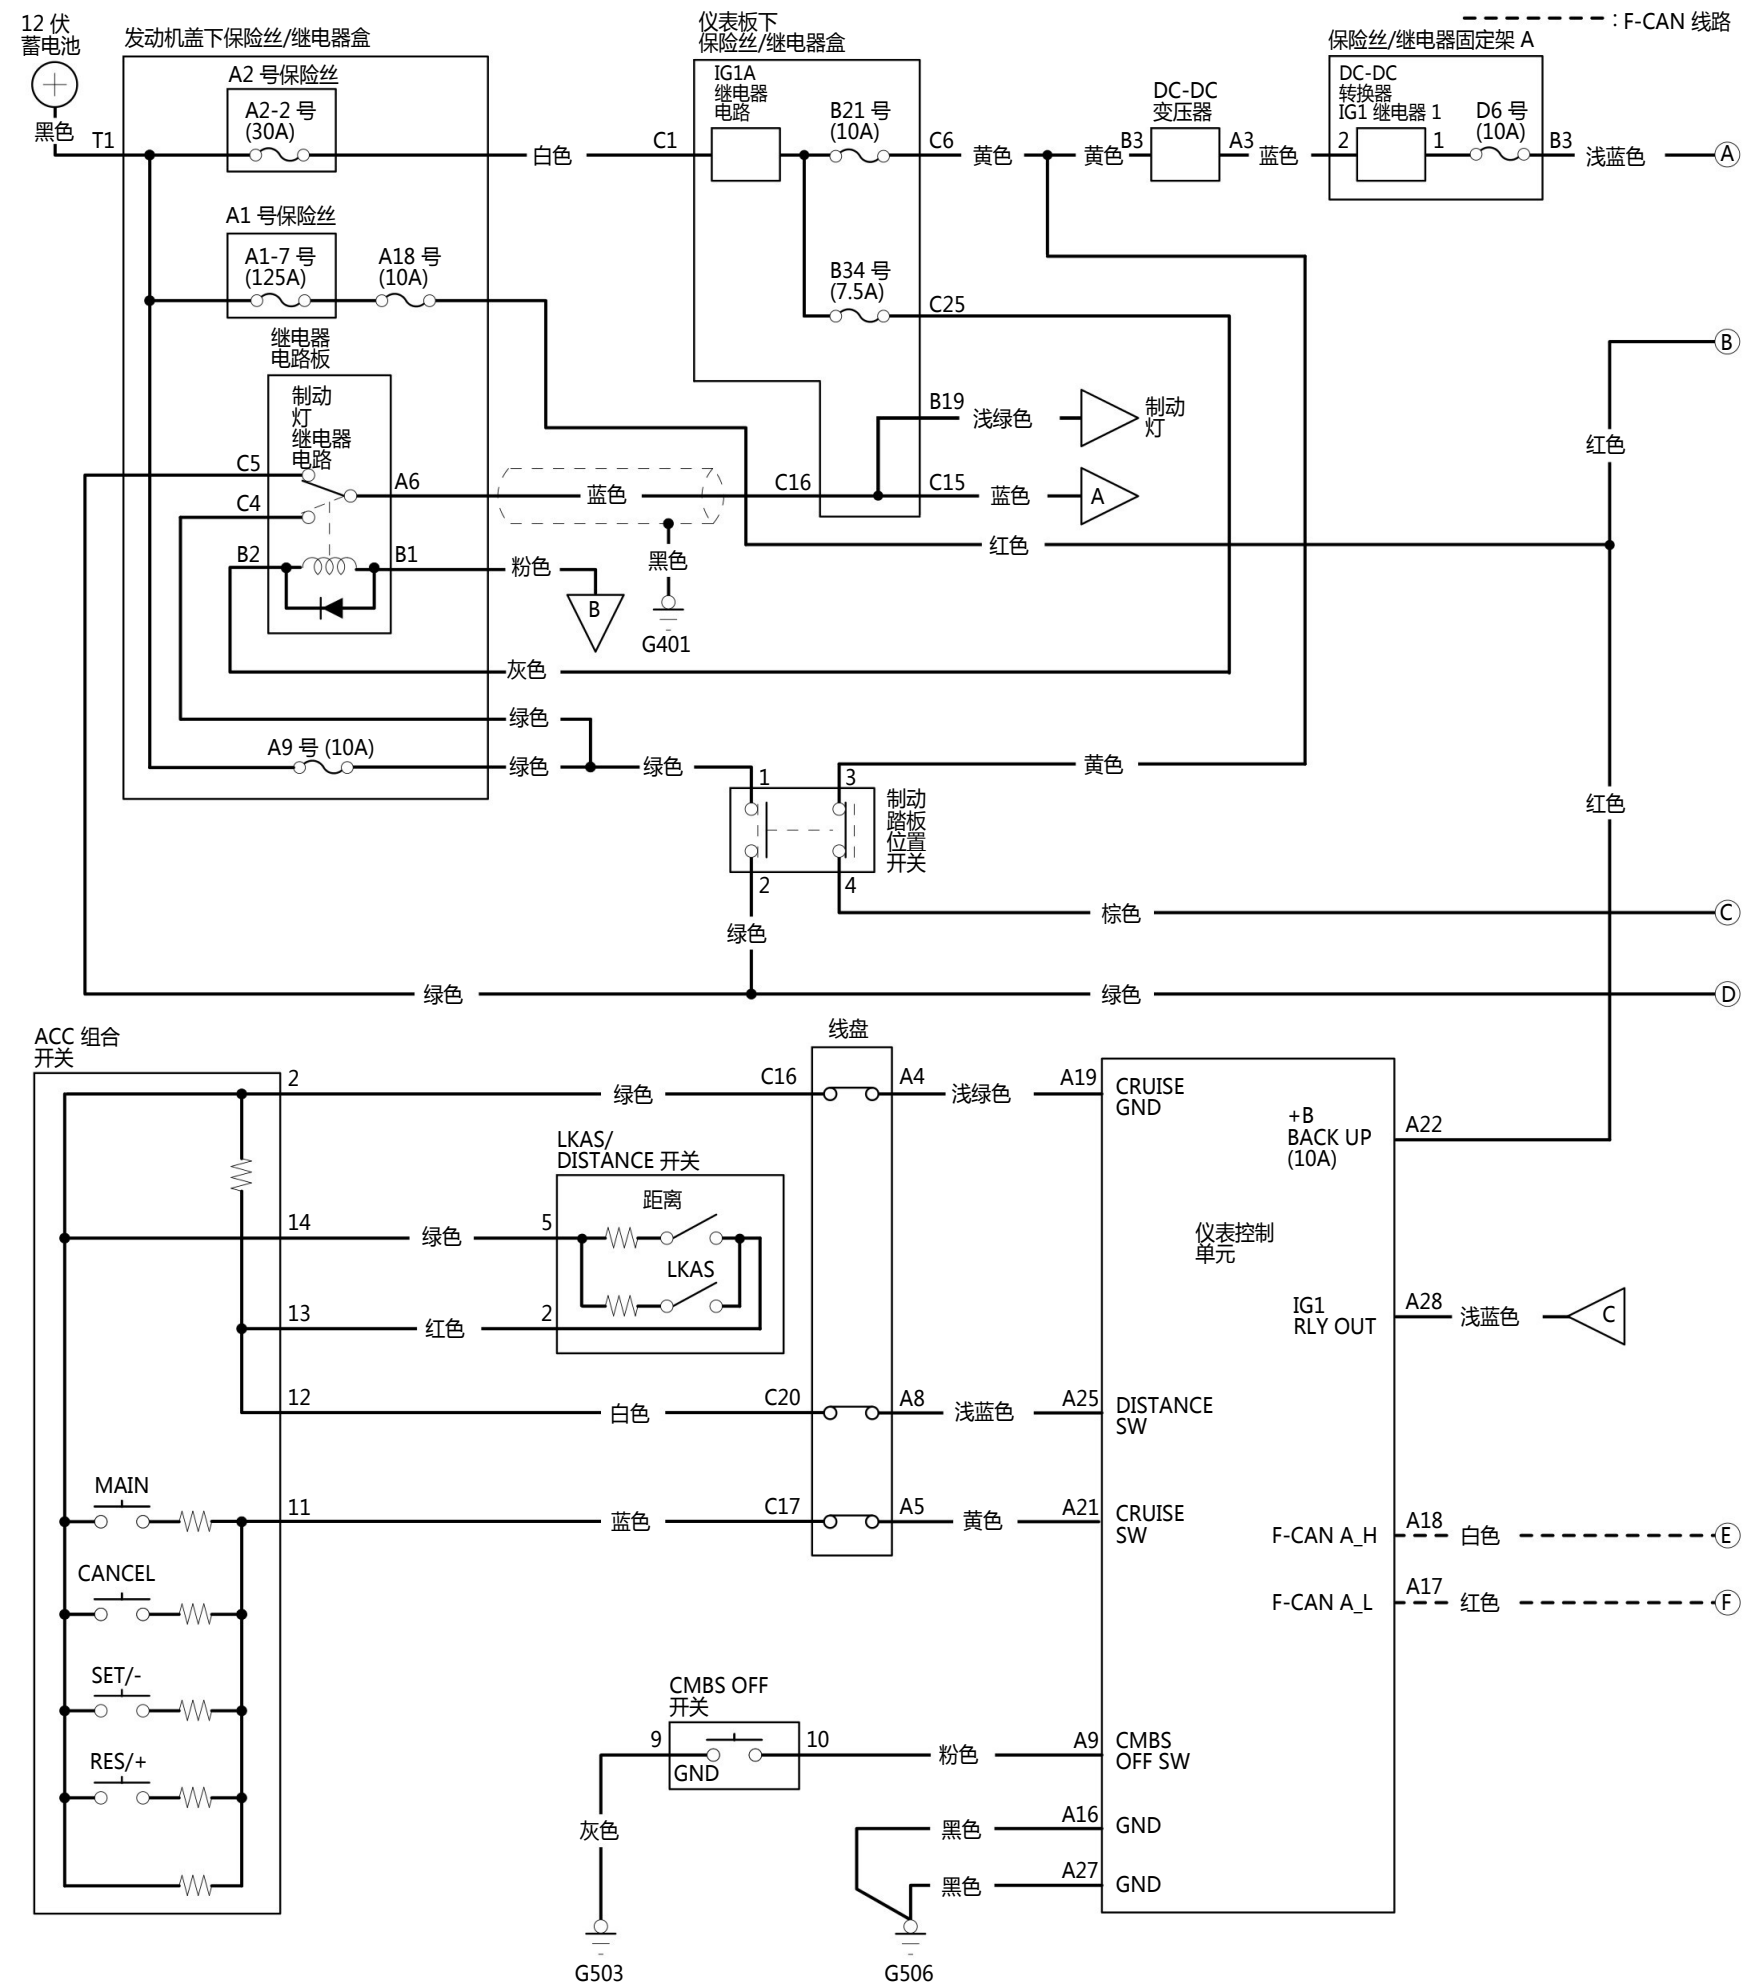 12 伏
蓄电池
黑色
T1
发动机盖下保险丝/继电器盒
A2 号保险丝
A2-2 号
(30A)
白色
A1 号保险丝
A1-7 号
(125A)
A18 号
(10A)
继电器
电路板
制动
灯
继电器
电路
C5
C4
B2
A6
B1
蓝色
粉色
B
黑色
G401
灰色
绿色
A9 号 (10A)
绿色
绿色
仪表板下
保险丝/继电器盒
IG1A
继电器
电路
C1
B21 号
(10A)
C6
黄色
黄色
B34 号
(7.5A)
C25
B19
浅绿色
制动
灯
C16
C15
蓝色
A
红色
DC-DC
变压器
B3
A3
蓝色
: F-CAN 线路
保险丝/继电器固定架 A
DC-DC
转换器
IG1 继电器 1
2
1
D6 号
(10A)
B3
浅蓝色
A
B
红色
红色
黄色
1
3
制动
踏板
位置
开关
2
4
绿色
棕色
C
绿色
绿色
D
ACC 组合
开关
2
绿色
线盘
C16
A4
浅绿色
A19
CRUISE
GND
LKAS/
DISTANCE 开关
距离
LKAS
14
绿色
5
13
红色
2
12
白色
C20
A8
浅蓝色
A25
DISTANCE
SW
MAIN
11
蓝色
C17
A5
黄色
A21
CRUISE
SW
CANCEL
SET/-
RES/+
+B
BACK UP
(10A)
A22
仪表控制
单元
IG1
RLY OUT
A28
浅蓝色
C
F-CAN A_H
A18
白色
E
F-CAN A_L
A17
红色
F
CMBS OFF
开关
9
GND
10
粉色
A9
CMBS
OFF SW
灰色
G503
黑色
A16
GND
黑色
A27
GND
G506